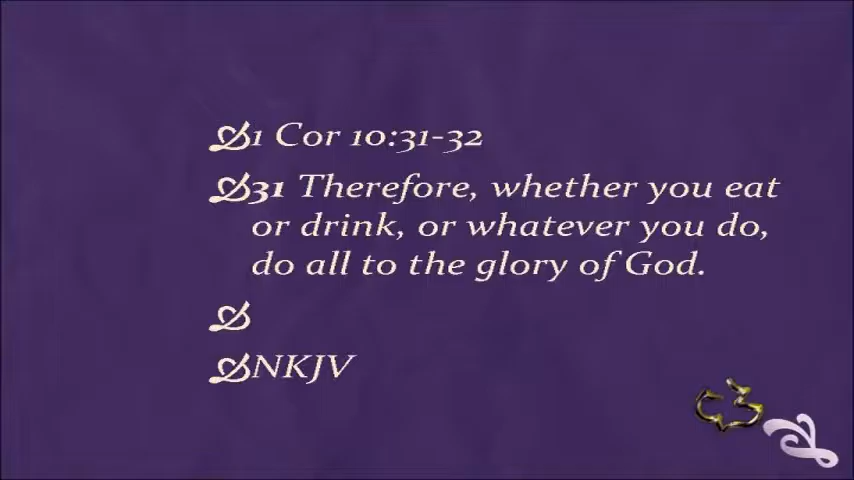 1 Cor 10:31-32
31 Therefore, whether you eat
or drink, or whatever you do,
do all to the glory of God.
NKJV